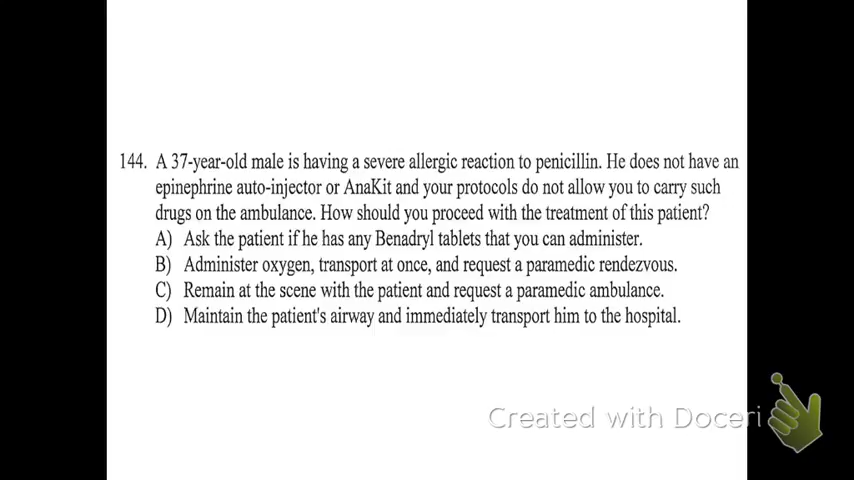 144. A 37-year-old male is having a severe allergic reaction to penicillin. He does not have an
epinephrine auto-injector or AnaKit and your protocols do not allow you to carry such
drugs on the ambulance. How should you proceed with the treatment of this patient?
A) Ask the patient if he has any Benadryl tablets that you can administer.
B) Administer oxygen, transport at once, and request a paramedic rendezvous.
C) Remain at the scene with the patient and request a paramedic ambulance.
D) Maintain the patient's airway and immediately transport him to the hospital.
Created with Doceri